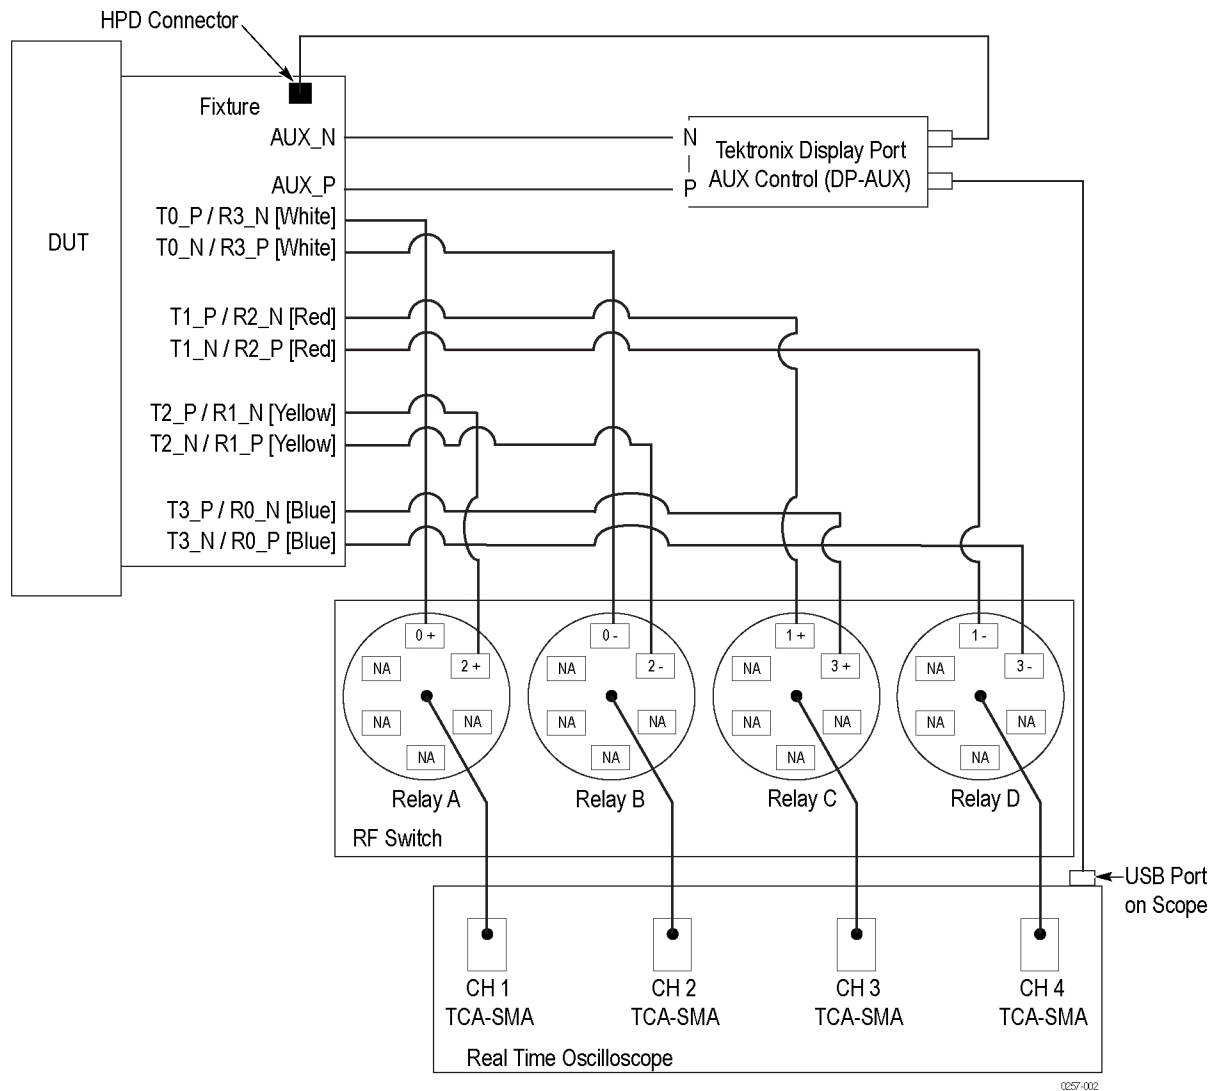 HPD Connector
Fixture
DUT
AUX_N
AUX_P
T0_P / R3_N [White]
T0_N / R3_P [White]
T1_P / R2_N [Red]
T1_N / R2_P [Red]
T2_P / R1_N [Yellow]
T2_N / R1_P [Yellow]
T3_P / R0_N [Blue]
T3_N / R0_P [Blue]
N
P
Tektronix Display Port
AUX Control (DP-AUX)
0 +
2 +
NA
NA
NA
NA
Relay A
0 -
2 -
NA
NA
NA
NA
Relay B
1 +
3 +
NA
NA
NA
NA
Relay C
1 -
3 -
NA
NA
NA
NA
Relay D
RF Switch
USB Port
on Scope
CH 1
TCA-SMA
CH 2
TCA-SMA
CH 3
TCA-SMA
CH 4
TCA-SMA
Real Time Oscilloscope
0257-002